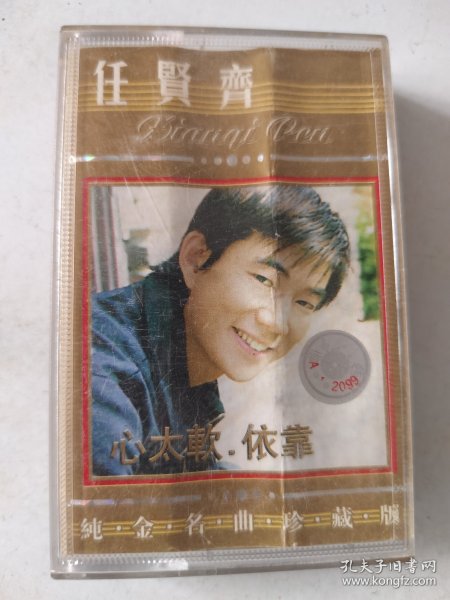 任賢齊
Xianqi Ren
A · 2099
心太軟.依靠
純·金·名·曲·珍·藏·版
孔夫子旧书网
www.kongfz.com